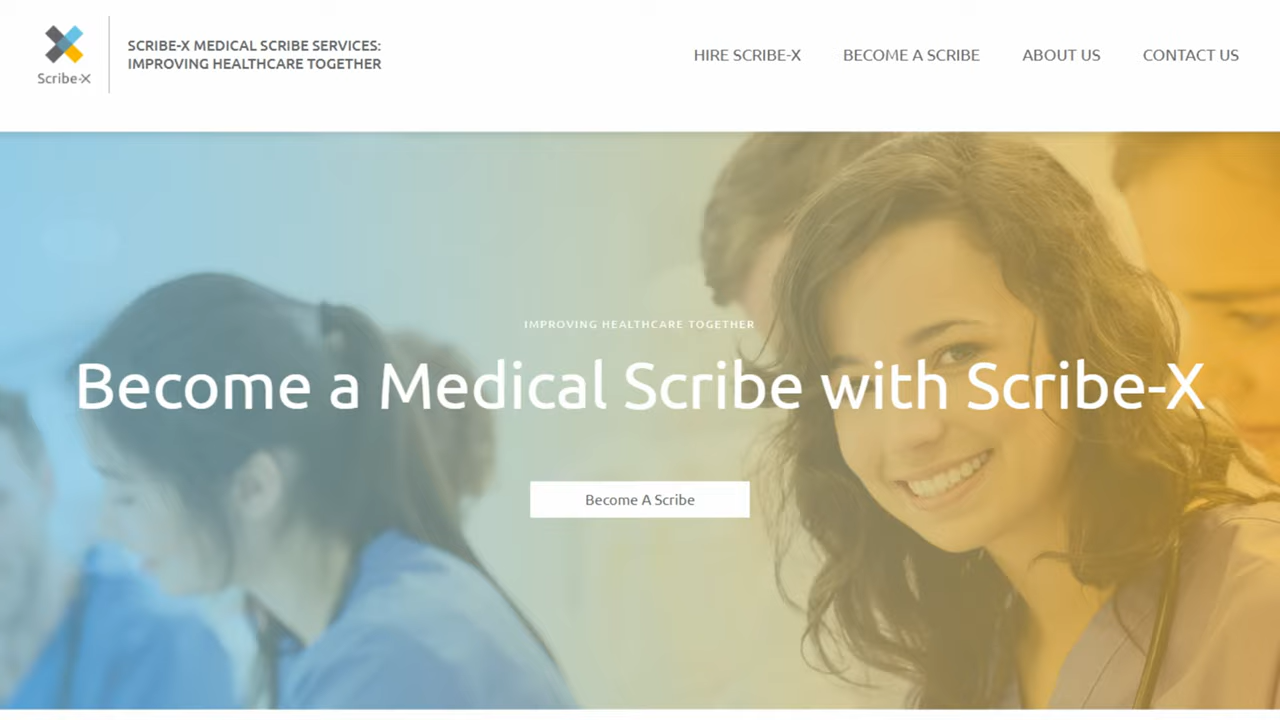 Scribe-X
SCRIBE-X MEDICAL SCRIBE SERVICES:
IMPROVING HEALTHCARE TOGETHER
HIRE SCRIBE-X
BECOME A SCRIBE
ABOUT US
CONTACT US
IMPROVING HEALTHCARE TOGETHER
Become a Medical Scribe with Scribe-X
Become A Scribe